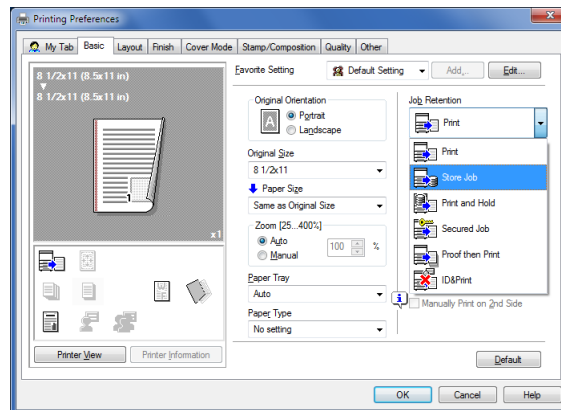 Printing Preferences
My Tab Basic Layout Finish Cover Mode Stamp/Composition Quality Other
8 1/2x11 (8.5x11 in)
8 1/2x11 (8.5x11 in)
1
x1
Printer View Printer Information
Favorite Setting Default Setting Add... Edit...
Original Orientation
A
Portrait
Landscape
Original Size
8 1/2x11
Paper Size
Same as Original Size
Zoom [25...400%]
Auto
Manual
100 %
Paper Tray
Auto
Paper Type
No setting
Job Retention
Print
Print
Store Job
Print and Hold
Secured Job
Proof then Print
ID&Print
Manually Print on 2nd Side
Default
OK Cancel Help